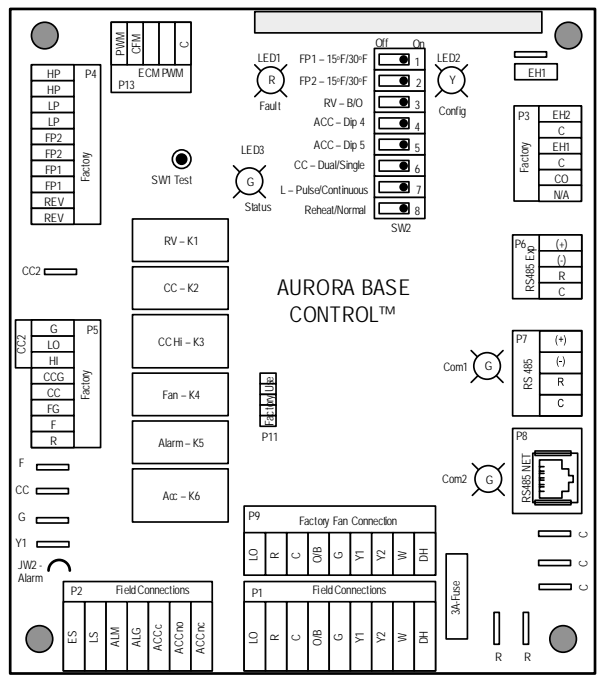 PWM
CFM
C
ECM PWM
P13
Off On
LED1
R
Fault
FP1 – 15ºF/30ºF 1
FP2 – 15ºF/30ºF 2
RV – B/O 3
ACC – Dip 4 4
ACC – Dip 5 5
CC – Dual/Single 6
L – Pulse/Continuous 7
Reheat/Normal 8
SW2
LED2
Y
Config
EH1
HP P4
HP
LP
LP
FP2
FP2
FP1
FP1
REV
REV
Factory
SW1 Test
LED3
G
Status
P3 EH2
C
EH1
C
CO
N/A
Factory
P6 (+)
(-)
R
C
RS485 Exp
CC2
RV – K1
CC – K2
CC Hi – K3
Fan – K4
Alarm – K5
Acc – K6
AURORA BASE
CONTROL™
CC2
G P5
LO
HI
CCG
CC
FG
F
R
Factory
Factory Use
P11
Com1
G
P7 (+)
(-)
R
C
RS 485
Com2
G
P8
RS485 NET
F
CC
G
Y1
JW2 -
Alarm
P9 Factory Fan Connection
LO R C O/B G Y1 Y2 W DH
C
C
C
P2 Field Connections
ES LS ALM ALG ACCc ACCno ACCnc
P1 Field Connections
LO R C O/B G Y1 Y2 W DH
3A-Fuse
R R